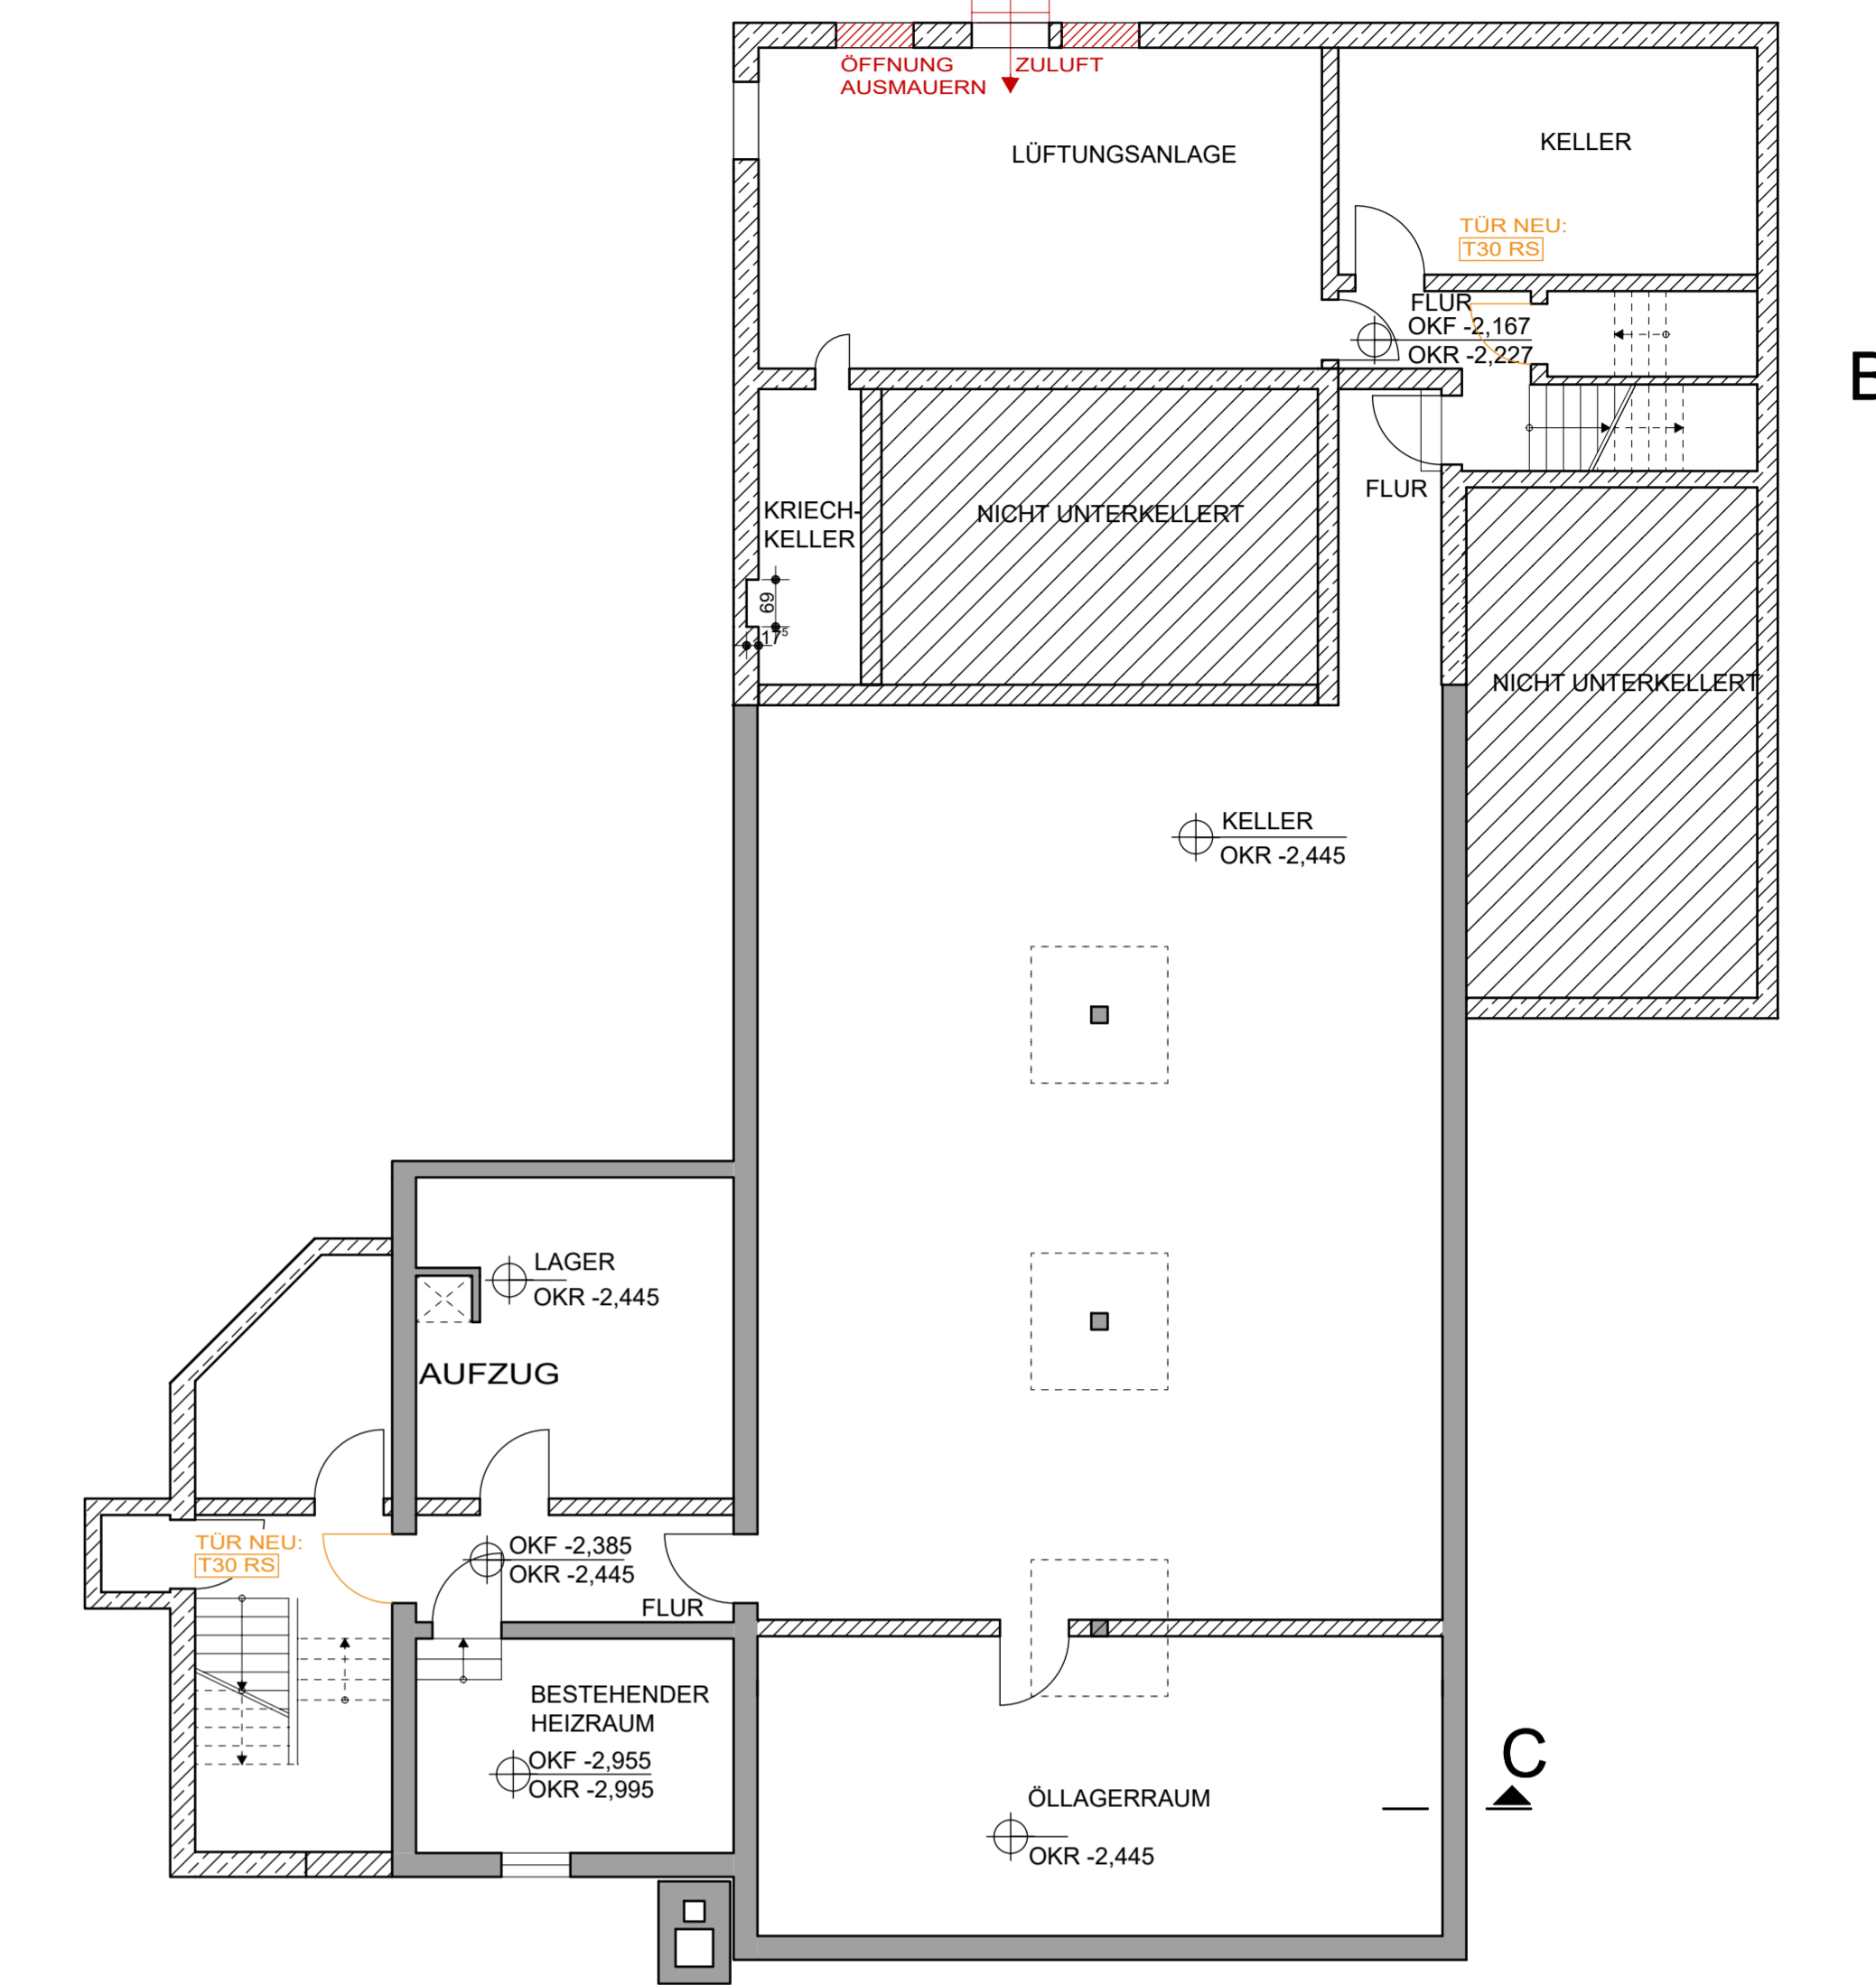 ÖFFNUNG
AUSMAUERN
ZULUFT
LÜFTUNGSANLAGE
KELLER
TÜR NEU:
T30 RS
FLUR
OKF -2,167
OKR -2,227
B
FLUR
KRIECH-
KELLER
NICHT UNTERKELLERT
69
17⁵
NICHT UNTERKELLERT
KELLER
OKR -2,445
LAGER
OKR -2,445
AUFZUG
TÜR NEU:
T30 RS
OKF -2,385
OKR -2,445
FLUR
BESTEHENDER
HEIZRAUM
OKF -2,955
OKR -2,995
ÖLLAGERRAUM
OKR -2,445
C